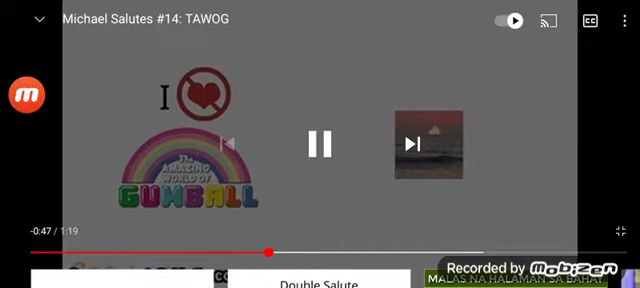 Michael Salutes #14: TAWOG
CC
m
I
The
AMAZING
WORLD OF
GUMBALL
-0:47 / 1:19
Recorded by Mobizen
Double Salute
MALAS NA HALAMAN SA BAHAY